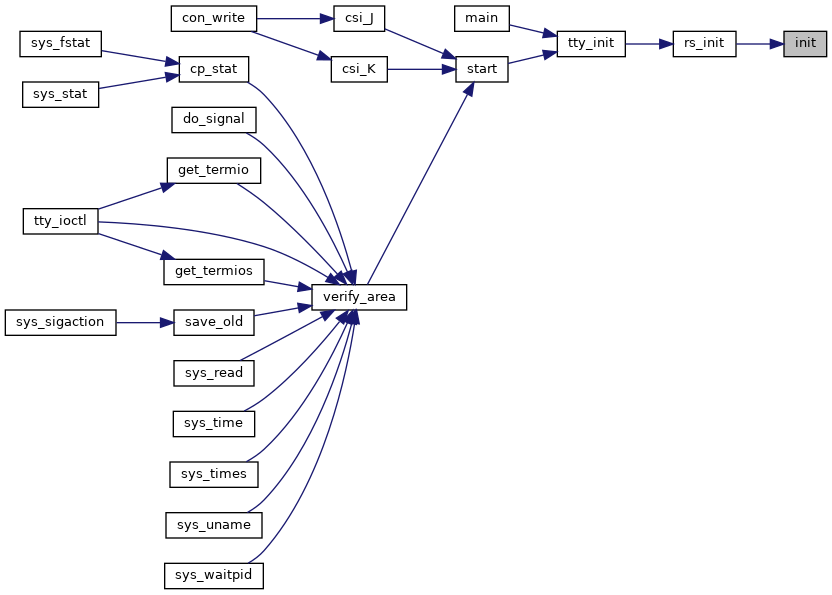 con_write
csi_J
main
sys_fstat
tty_init
rs_init
init
cp_stat
csi_K
start
sys_stat
do_signal
get_termio
tty_ioctl
get_termios
verify_area
sys_sigaction
save_old
sys_read
sys_time
sys_times
sys_uname
sys_waitpid